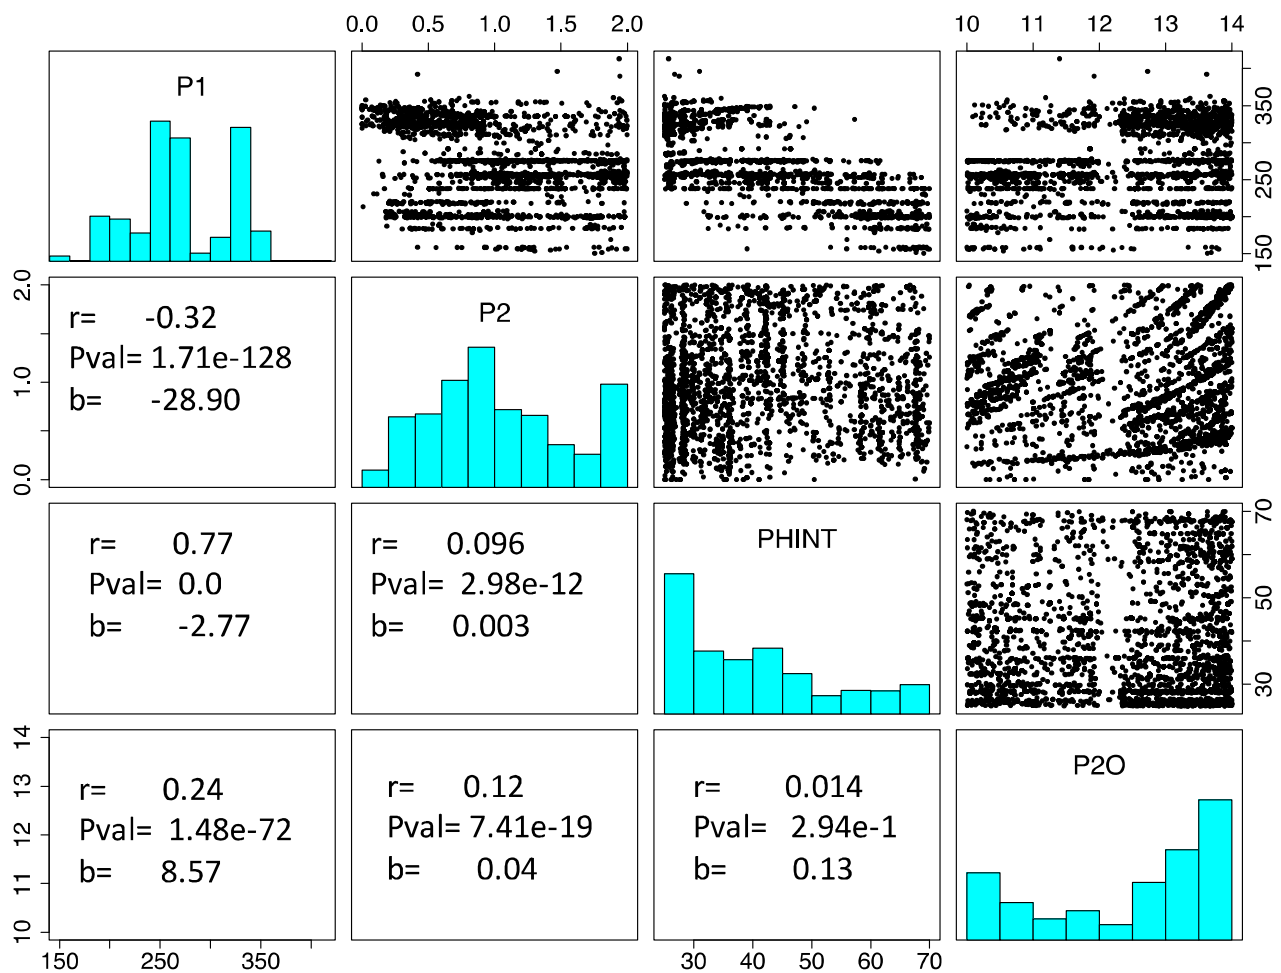 0.0 0.5 1.0 1.5 2.0
10 11 12 13 14
P1
150 250 350
0.0 1.0 2.0
r= -0.32
Pval= 1.71e-128
b= -28.90
P2
r= 0.77
Pval= 0.0
b= -2.77
r= 0.096
Pval= 2.98e-12
b= 0.003
PHINT
30 50 70
10 11 12 13 14
r= 0.24
Pval= 1.48e-72
b= 8.57
r= 0.12
Pval= 7.41e-19
b= 0.04
r= 0.014
Pval= 2.94e-1
b= 0.13
P2O
150 250 350
30 40 50 60 70